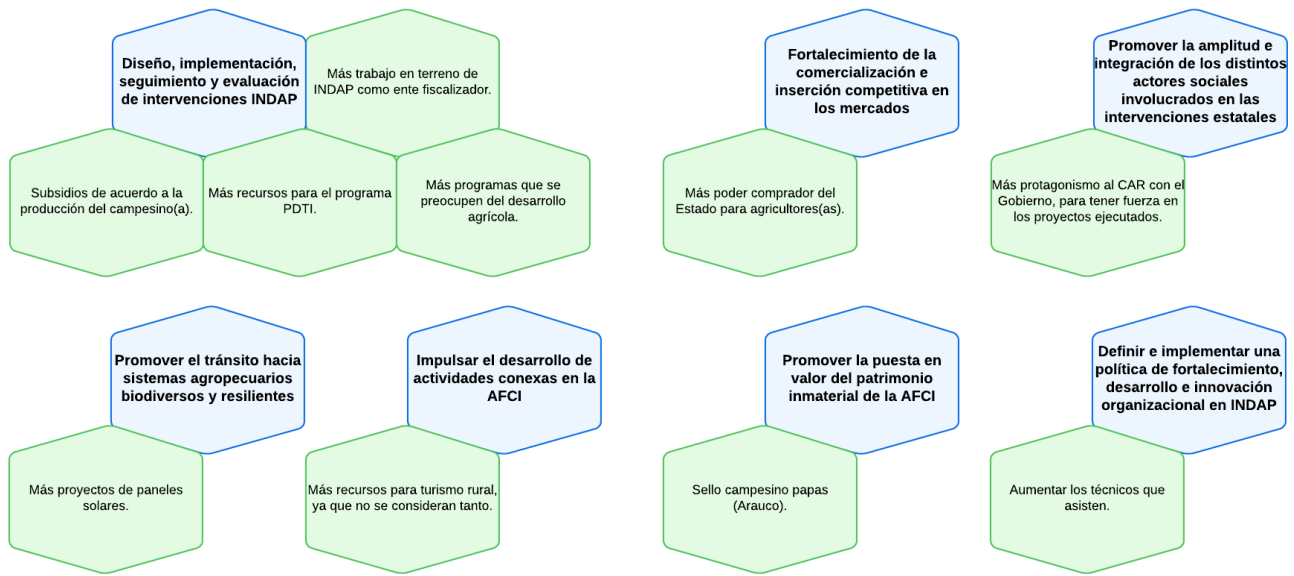 Diseño, implementación,
seguimiento y evaluación
de intervenciones INDAP
Más trabajo en terreno de
INDAP como ente fiscalizador.
Subsidios de acuerdo a la
producción del campesino(a).
Más recursos para el programa
PDTI.
Más programas que se
preocupen del desarrollo
agrícola.
Fortalecimiento de la
comercialización e
inserción competitiva en
los mercados
Más poder comprador del
Estado para agricultores(as).
Promover la amplitud e
integración de los distintos
actores sociales
involucrados en las
intervenciones estatales
Más protagonismo al CAR con el
Gobierno, para tener fuerza en
los proyectos ejecutados.
Promover el tránsito hacia
sistemas agropecuarios
biodiversos y resilientes
Más proyectos de paneles
solares.
Impulsar el desarrollo de
actividades conexas en la
AFCI
Más recursos para turismo rural,
ya que no se consideran tanto.
Promover la puesta en
valor del patrimonio
inmaterial de la AFCI
Sello campesino papas
(Arauco).
Definir e implementar una
política de fortalecimiento,
desarrollo e innovación
organizacional en INDAP
Aumentar los técnicos que
asisten.